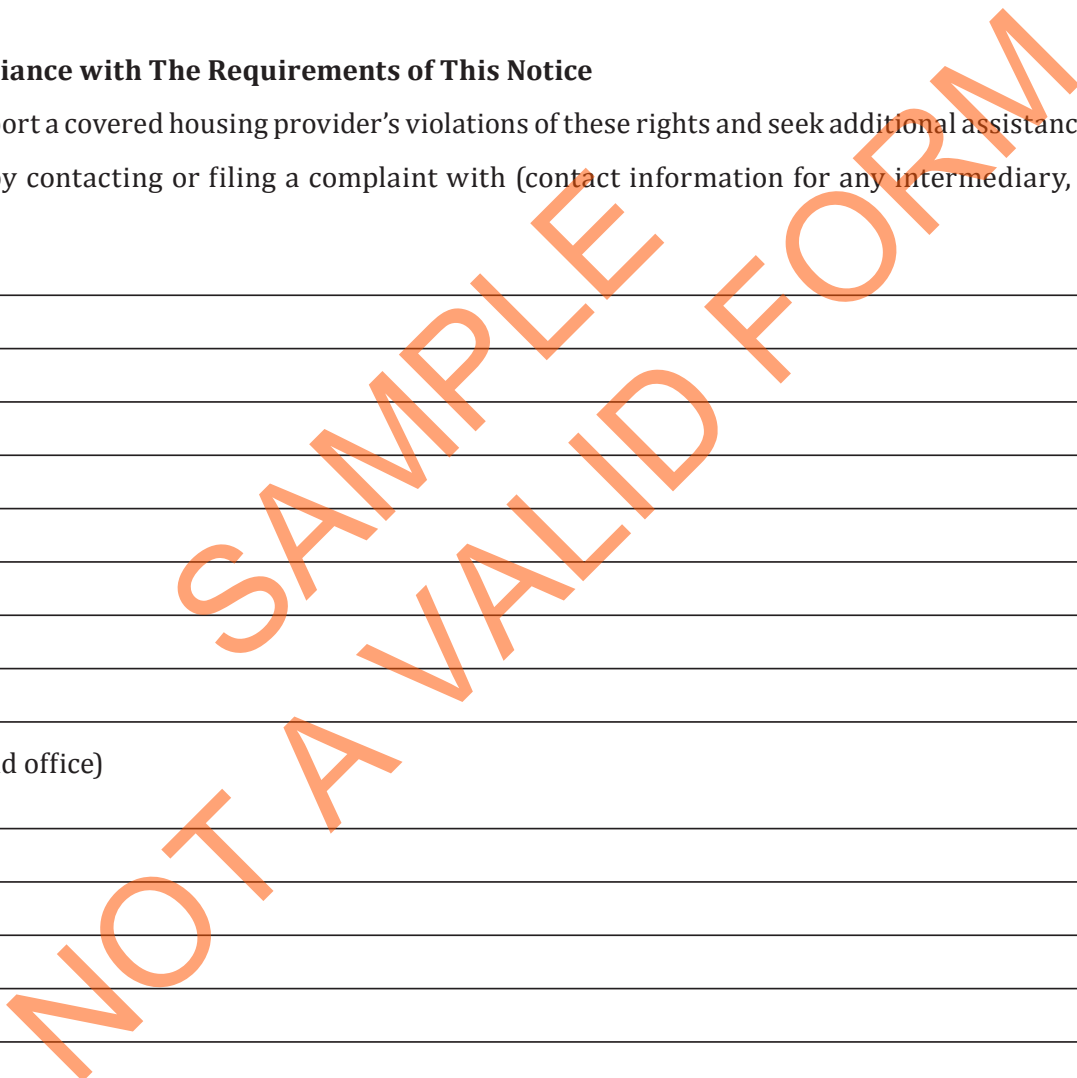 iance with The Requirements of This Notice
ort a covered housing provider’s violations of these rights and seek additional assistanc
y contacting or filing a complaint with (contact information for any intermediary,
d office)
SAMPLE
NOT A VALID FORM